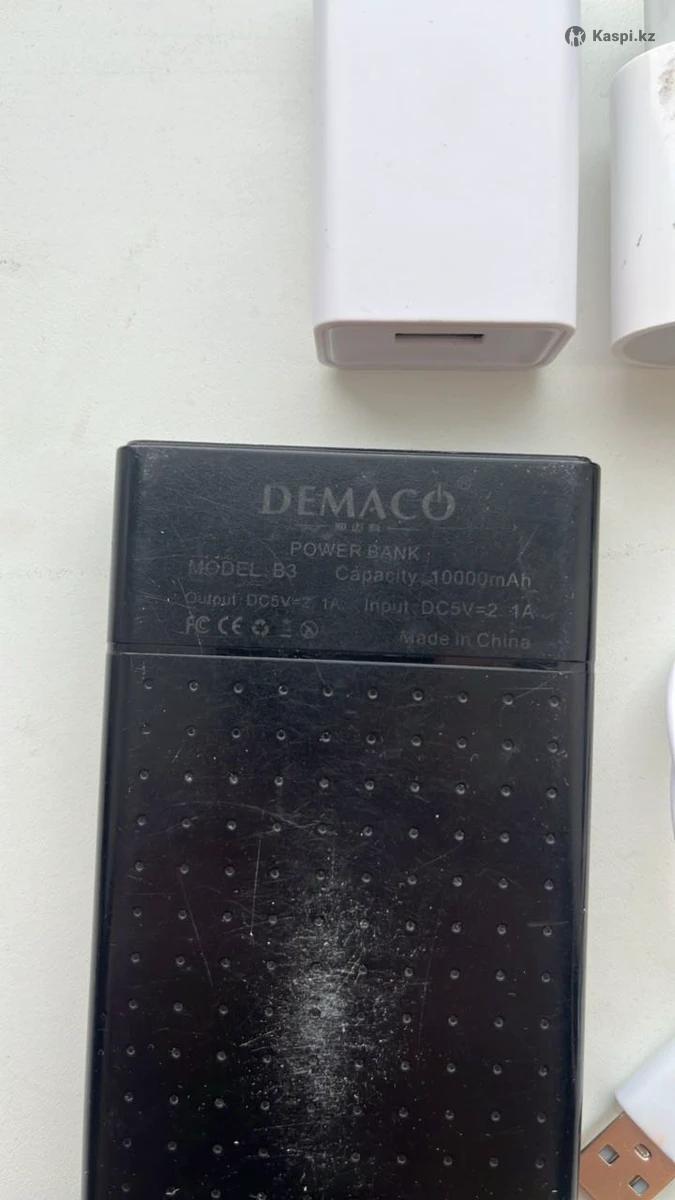 Kaspi.kz
DEMACO
POWER BANK
MODEL: B3 Capacity: 10000mAh
Output: DC5V=2.1A Input: DC5V=2.1A
FC CE
Made in China